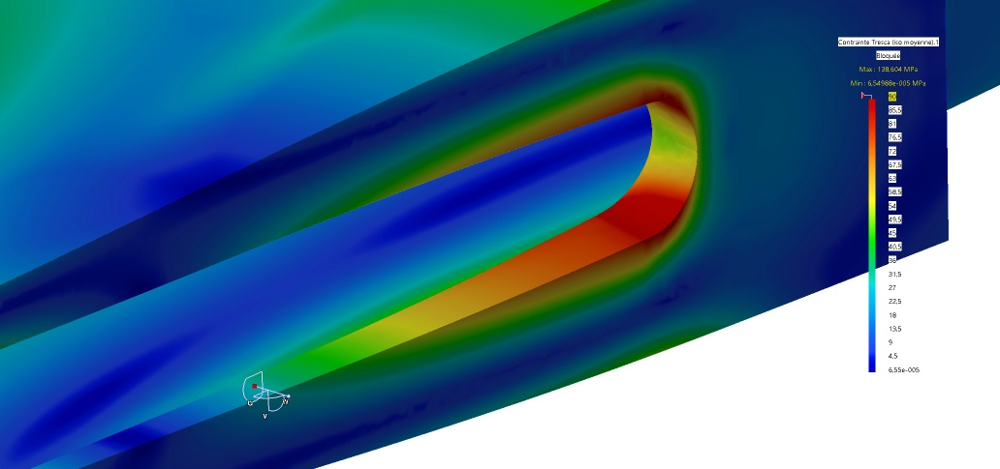 Contrainte Tresca (iso moyenne).1
Bloquée
Max : 138,604 MPa
Min : 6,54988e-005 MPa
90
85,5
81
76,5
72
67,5
63
58,5
54
49,5
45
40,5
36
31,5
27
22,5
18
13,5
9
4,5
6,55e-005
U
W
V